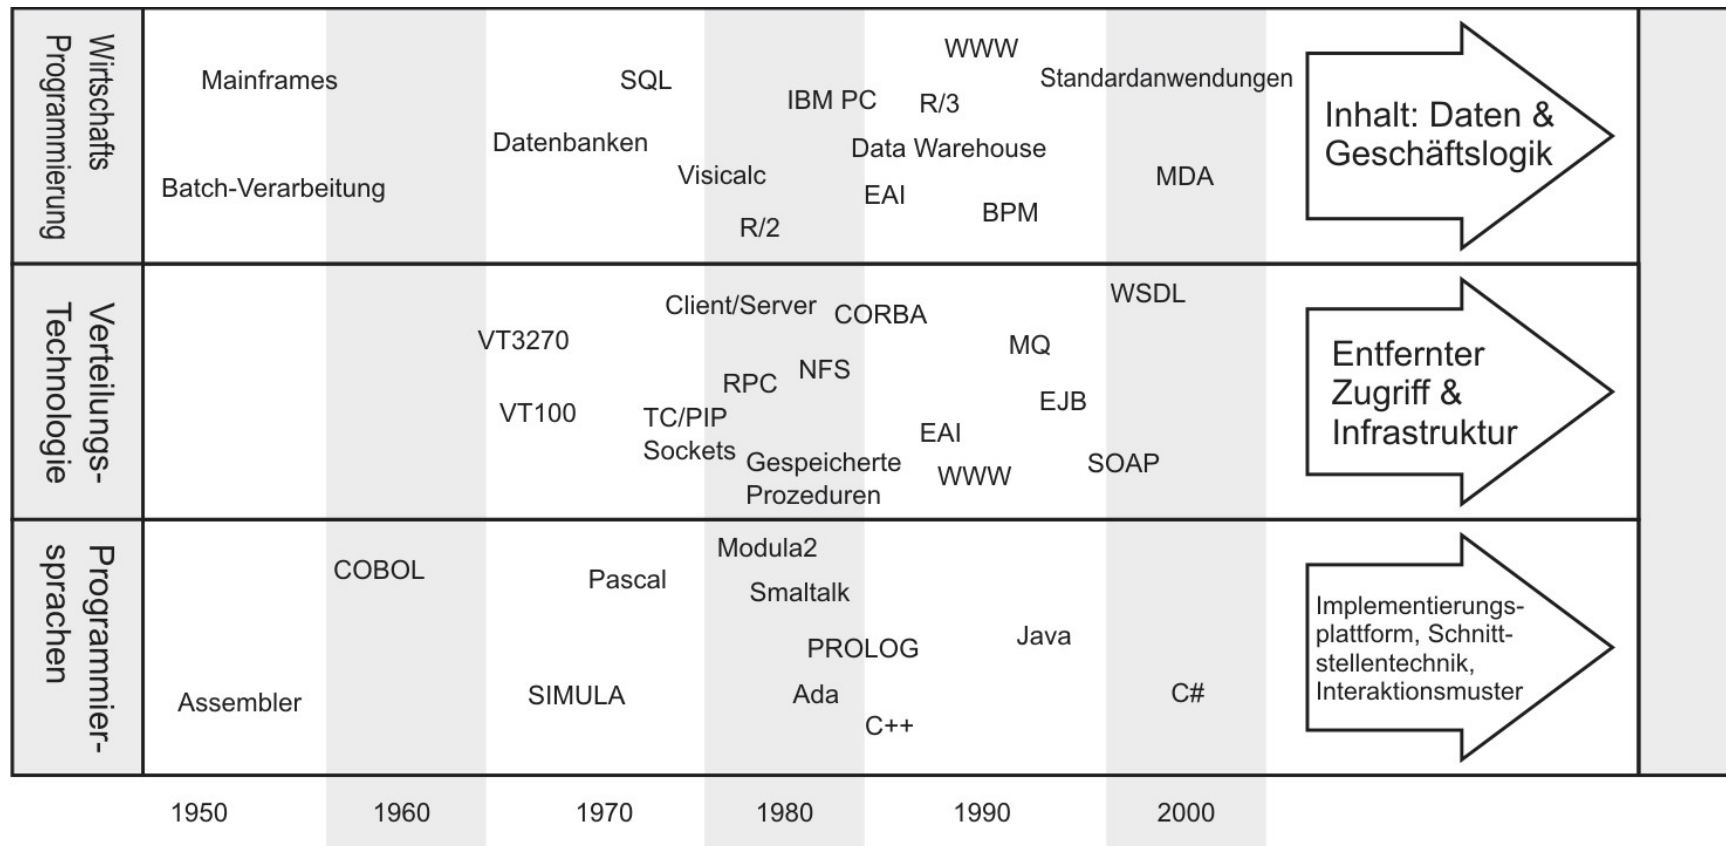 Wirtschafts
Programmierung
Mainframes
Batch-Verarbeitung
SQL
Datenbanken
Visicalc
R/2
IBM PC
WWW
R/3
Data Warehouse
EAI
BPM
Standardanwendungen
MDA
Inhalt: Daten &
Geschäftslogik
Verteilungs-
Technologie
VT3270
VT100
Client/Server
TC/PIP
Sockets
RPC
NFS
Gespeicherte
Prozeduren
CORBA
EAI
WWW
MQ
EJB
SOAP
WSDL
Entfernter
Zugriff &
Infrastruktur
Programmier-
sprachen
Assembler
COBOL
Pascal
SIMULA
Modula2
Smaltalk
PROLOG
Ada
C++
Java
C#
Implementierungs-
plattform, Schnitt-
stellentechnik,
Interaktionsmuster
1950
1960
1970
1980
1990
2000